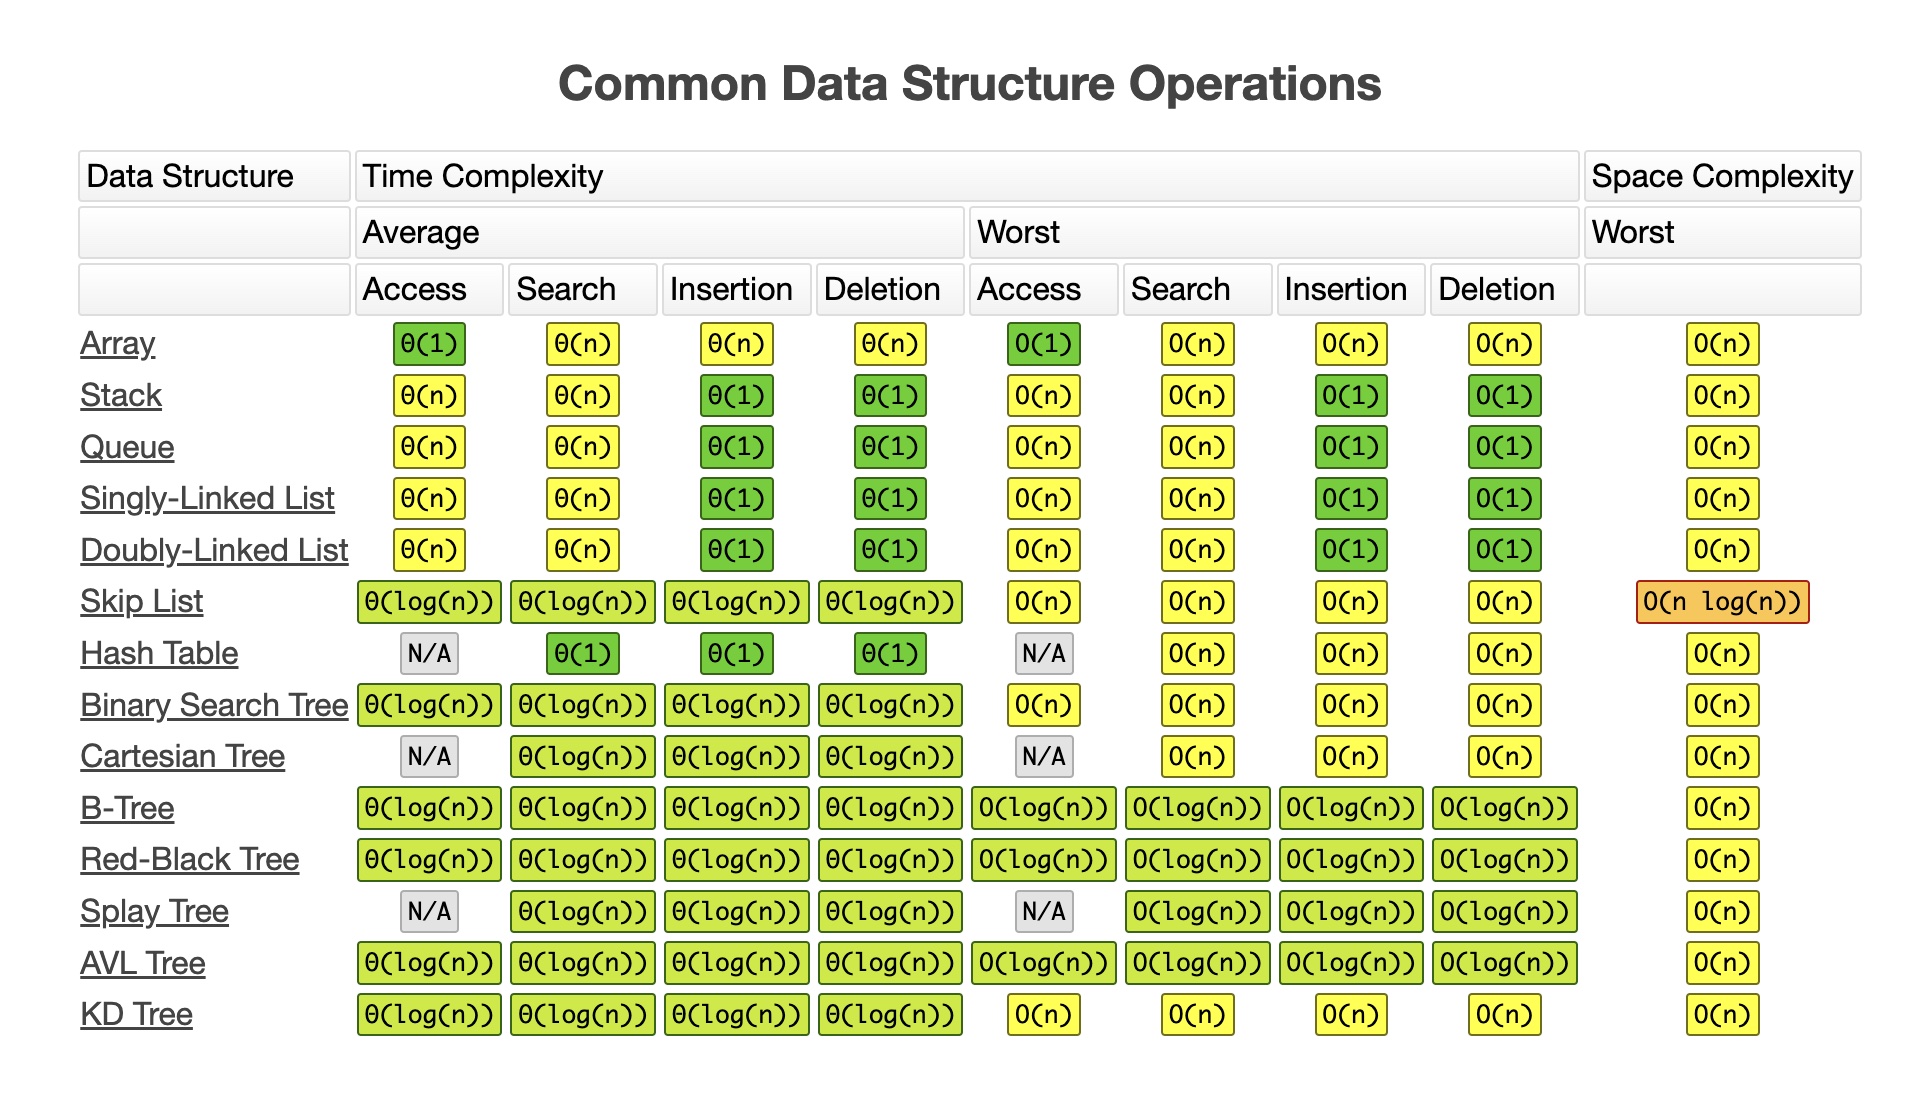 Common Data Structure Operations
Data Structure Time Complexity Space Complexity
Average Worst Worst
Access Search Insertion Deletion Access Search Insertion Deletion
Array Θ(1) Θ(n) Θ(n) Θ(n) O(1) O(n) O(n) O(n) O(n)
Stack Θ(n) Θ(n) Θ(1) Θ(1) O(n) O(n) O(1) O(1) O(n)
Queue Θ(n) Θ(n) Θ(1) Θ(1) O(n) O(n) O(1) O(1) O(n)
Singly-Linked List Θ(n) Θ(n) Θ(1) Θ(1) O(n) O(n) O(1) O(1) O(n)
Doubly-Linked List Θ(n) Θ(n) Θ(1) Θ(1) O(n) O(n) O(1) O(1) O(n)
Skip List Θ(log(n)) Θ(log(n)) Θ(log(n)) Θ(log(n)) O(n) O(n) O(n) O(n) O(n log(n))
Hash Table N/A Θ(1) Θ(1) Θ(1) N/A O(n) O(n) O(n) O(n)
Binary Search Tree Θ(log(n)) Θ(log(n)) Θ(log(n)) Θ(log(n)) O(n) O(n) O(n) O(n) O(n)
Cartesian Tree N/A Θ(log(n)) Θ(log(n)) Θ(log(n)) N/A O(n) O(n) O(n) O(n)
B-Tree Θ(log(n)) Θ(log(n)) Θ(log(n)) Θ(log(n)) O(log(n)) O(log(n)) O(log(n)) O(log(n)) O(n)
Red-Black Tree Θ(log(n)) Θ(log(n)) Θ(log(n)) Θ(log(n)) O(log(n)) O(log(n)) O(log(n)) O(log(n)) O(n)
Splay Tree N/A Θ(log(n)) Θ(log(n)) Θ(log(n)) N/A O(log(n)) O(log(n)) O(log(n)) O(n)
AVL Tree Θ(log(n)) Θ(log(n)) Θ(log(n)) Θ(log(n)) O(log(n)) O(log(n)) O(log(n)) O(log(n)) O(n)
KD Tree Θ(log(n)) Θ(log(n)) Θ(log(n)) Θ(log(n)) O(n) O(n) O(n) O(n) O(n)